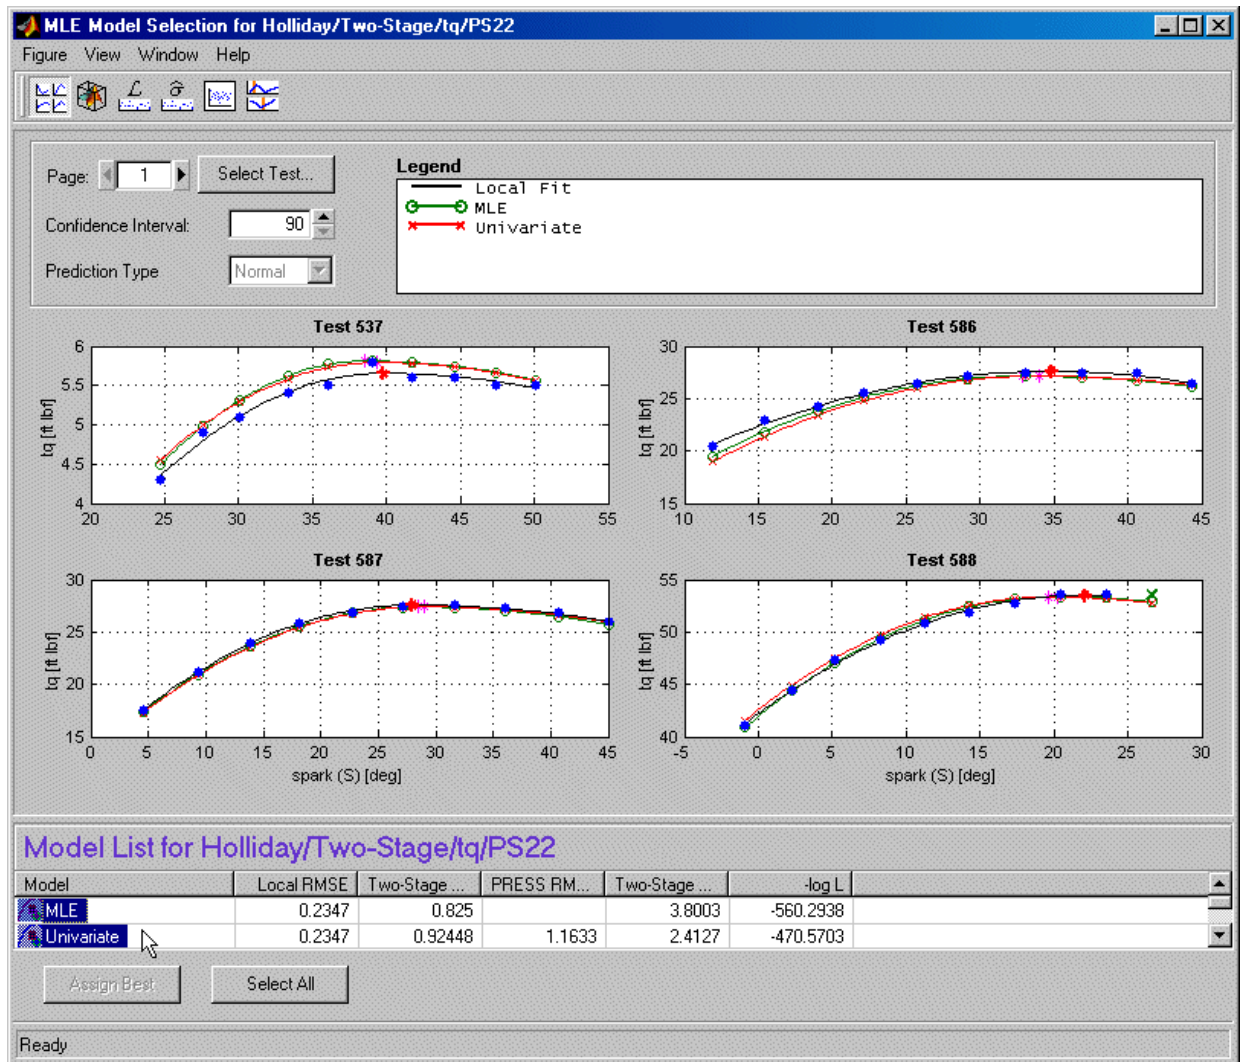 MLE Model Selection for Holliday/Two-Stage/tq/PS22
Figure View Window Help
Page: 1 Select Test...
Confidence Interval: 90
Prediction Type Normal
Legend
Local Fit
MLE
Univariate
Test 537
6
5.5
5
4.5
4
tq [ft lbf]
20 25 30 35 40 45 50 55
Test 586
30
25
20
15
tq [ft lbf]
10 15 20 25 30 35 40 45
Test 587
30
25
20
15
tq [ft lbf]
0 5 10 15 20 25 30 35 40 45
spark (S) [deg]
Test 588
55
50
45
40
tq [ft lbf]
-5 0 5 10 15 20 25 30
spark (S) [deg]
Model List for Holliday/Two-Stage/tq/PS22
Model Local RMSE Two-Stage ... PRESS RM... Two-Stage ... -log L
MLE 0.2347 0.825 3.8003 -560.2938
Univariate 0.2347 0.92448 1.1633 2.4127 -470.5703
Assign Best Select All
Ready